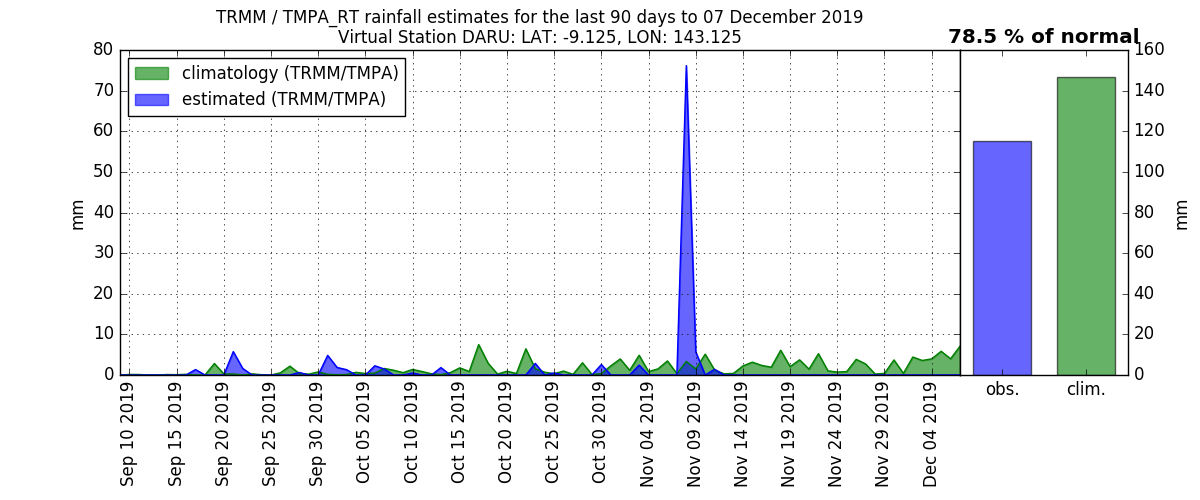 TRMM / TMPA_RT rainfall estimates for the last 90 days to 07 December 2019
Virtual Station DARU: LAT: -9.125, LON: 143.125
78.5 % of normal
climatology (TRMM/TMPA)
estimated (TRMM/TMPA)
80
70
60
50
40
30
20
10
0
mm
160
140
120
100
80
60
40
20
0
mm
Sep 10 2019
Sep 15 2019
Sep 20 2019
Sep 25 2019
Sep 30 2019
Oct 05 2019
Oct 10 2019
Oct 15 2019
Oct 20 2019
Oct 25 2019
Oct 30 2019
Nov 04 2019
Nov 09 2019
Nov 14 2019
Nov 19 2019
Nov 24 2019
Nov 29 2019
Dec 04 2019
obs.
clim.